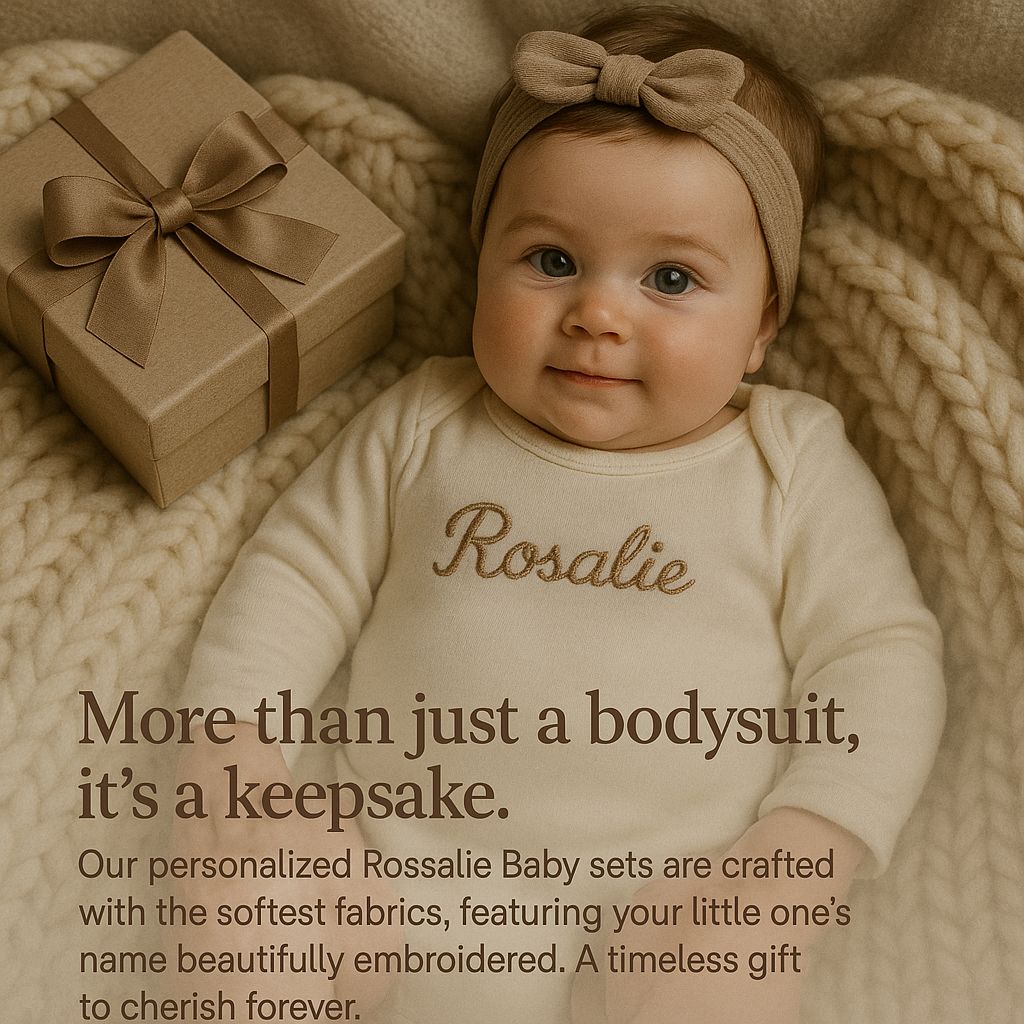 Rosalie
More than just a bodysuit,
it’s a keepsake.
Our personalized Rossalie Baby sets are crafted
with the softest fabrics, featuring your little one’s
name beautifully embroidered. A timeless gift
to cherish forever.